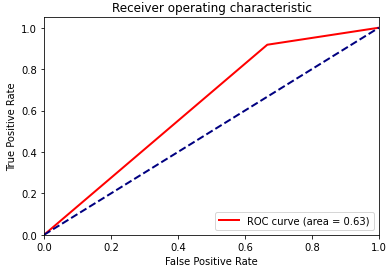 Receiver operating characteristic
1.0
0.8
0.6
0.4
0.2
0.0
True Positive Rate
ROC curve (area = 0.63)
0.0 0.2 0.4 0.6 0.8 1.0
False Positive Rate